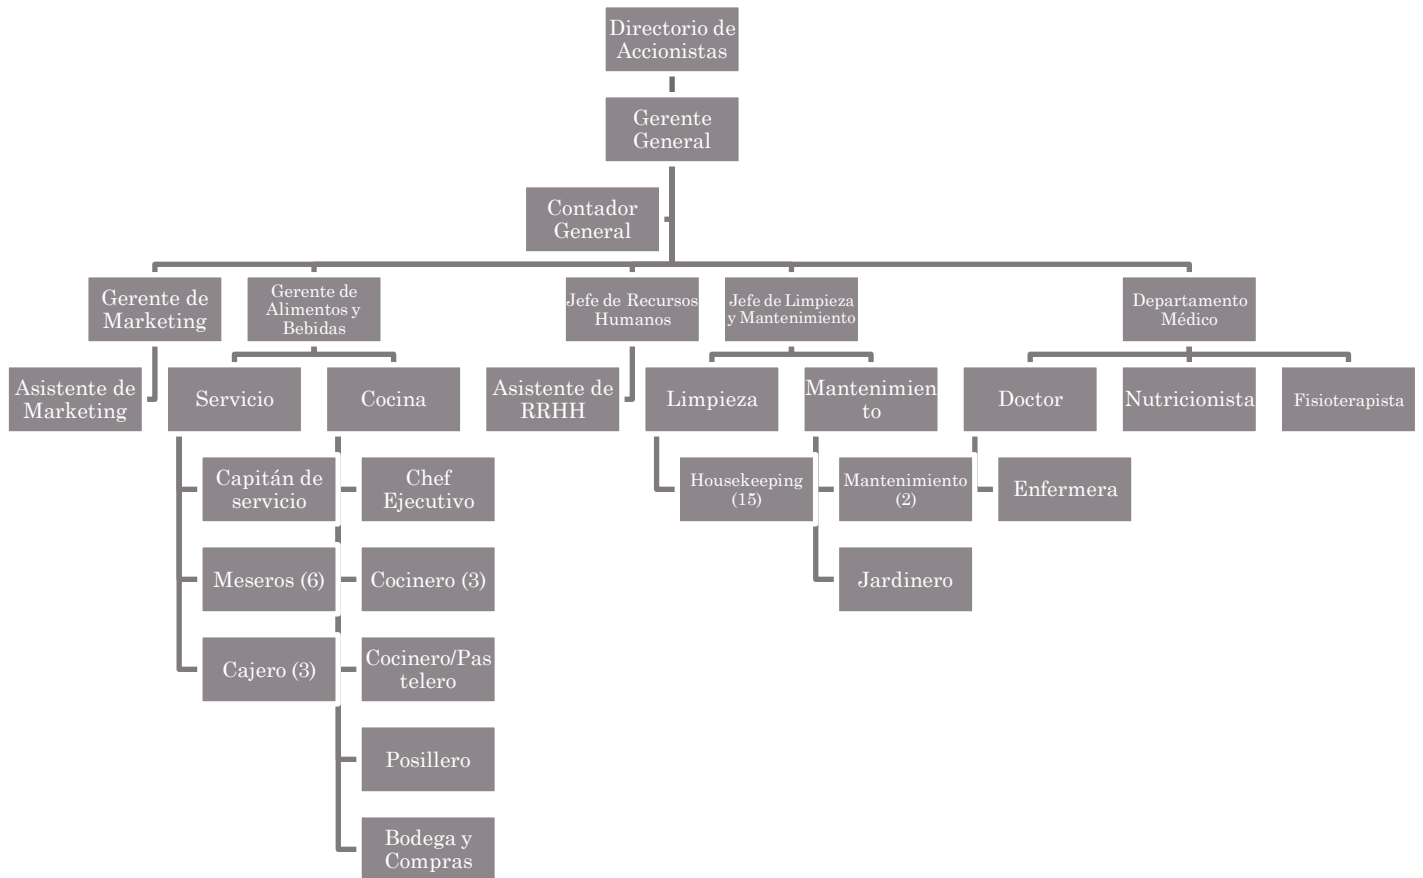 Directorio de
Accionistas
Gerente
General
Contador
General
Gerente de
Marketing
Gerente de
Alimentos y
Bebidas
Jefe de Recursos
Humanos
Jefe de Limpieza
y Mantenimiento
Departamento
Médico
Asistente de
Marketing
Servicio
Cocina
Asistente de
RRHH
Limpieza
Mantenimien
to
Doctor
Nutricionista
Fisioterapista
Capitán de
servicio
Chef
Ejecutivo
Housekeeping
(15)
Mantenimiento
(2)
Enfermera
Meseros (6)
Cocinero (3)
Jardinero
Cajero (3)
Cocinero/Pas
telero
Posillero
Bodega y
Compras